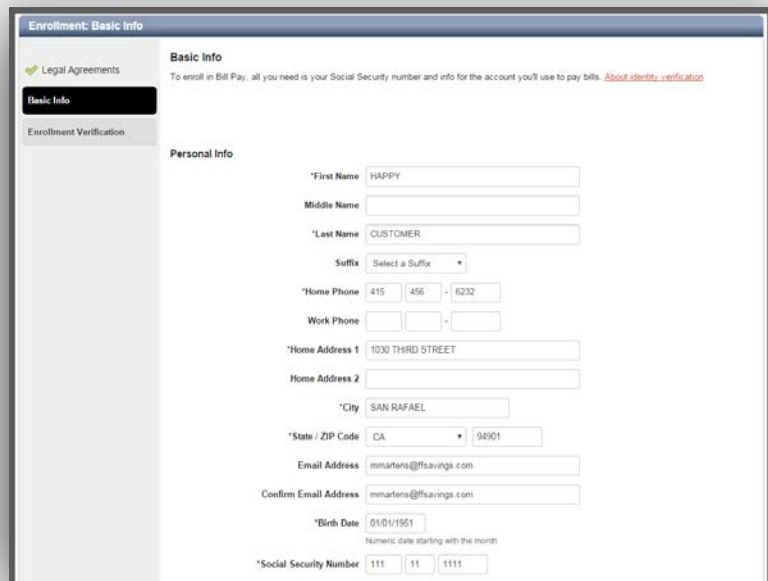 Enrollment: Basic Info
Legal Agreements
Basic Info
Enrollment Verification
Basic Info
To enroll in Bill Pay, all you need is your Social Security number and info for the account you'll use to pay bills. About identity verification
Personal Info
*First Name HAPPY
Middle Name
*Last Name CUSTOMER
Suffix Select a Suffix
*Home Phone 415 456 - 6232
Work Phone -
*Home Address 1 1030 THIRD STREET
Home Address 2
*City SAN RAFAEL
*State / ZIP Code CA 94901
Email Address mmartens@ffsavings.com
Confirm Email Address mmartens@ffsavings.com
*Birth Date 01/01/1951
Numeric date starting with the month
*Social Security Number 111 11 1111